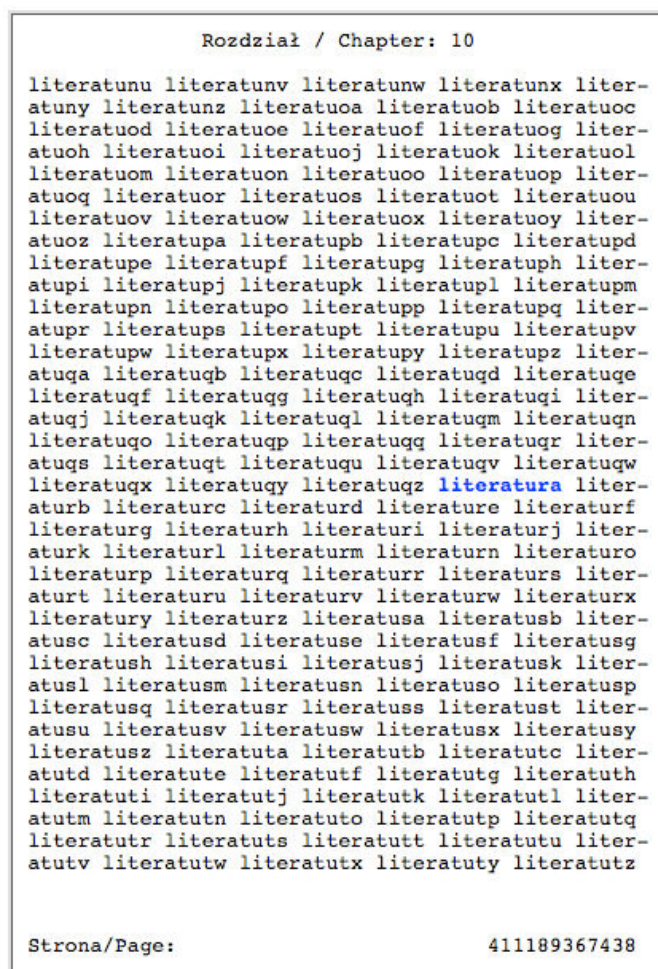 Rozdział / Chapter: 10
literatunu literatunv literatunw literatunx liter-
atuny literatunz literatuoa literatuob literatuoc
literatuod literatuoe literatuof literatuog liter-
atuoh literatuoi literatuoj literatuok literatuol
literatuom literatuon literatuoo literatuop liter-
atuoq literatuor literatuos literatuot literatuou
literatuov literatuow literatuox literatuoy liter-
atuoz literatupa literatupb literatupc literatupd
literatupe literatupf literatupg literatuph liter-
atupi literatupj literatupk literatupl literatupm
literatupn literatupo literatupp literatupq liter-
atupr literatups literatupt literatupu literatupv
literatupw literatupx literatupy literatupz liter-
atuqa literatuqb literatuqc literatuqd literatuqe
literatuqf literatuqg literatuqh literatuqi liter-
atuqj literatuqk literatuql literatuqm literatuqn
literatuqo literatuqp literatuqq literatuqr liter-
atuqs literatuqt literatuqu literatuqv literatuqw
literatuqx literatuqy literatuqz literatura liter-
aturb literaturc literaturd literature literaturf
literaturg literaturh literaturi literaturj liter-
aturk literaturl literaturm literaturn literaturo
literaturp literaturq literaturr literaturs liter-
aturt literaturu literaturv literaturw literaturx
literatury literaturz literatusa literatusb liter-
atusc literatusd literatuse literatusf literatusg
literatush literatusi literatusj literatusk liter-
atusl literatusm literatusn literatuso literatusp
literatusq literatusr literatuss literatust liter-
atusu literatusv literatusw literatusx literatusy
literatusz literatuta literatutb literatutc liter-
atutd literatute literatutf literatutg literatuth
literatuti literatutj literatutk literatutl liter-
atutm literatutn literatuto literatutp literatutq
literatutr literatuts literatutt literatutu liter-
atutv literatutw literatutx literatuty literatutz
Strona/Page: 411189367438